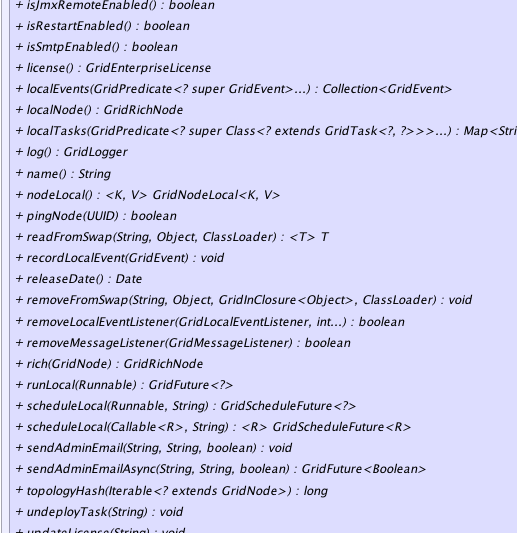 + isJmxRemoteEnabled() : boolean
+ isRestartEnabled() : boolean
+ isSmtpEnabled() : boolean
+ license() : GridEnterpriseLicense
+ localEvents(GridPredicate<? super GridEvent>...) : Collection<GridEvent>
+ localNode() : GridRichNode
+ localTasks(GridPredicate<? super Class<? extends GridTask<?, ?>>>...) : Map<Stri
+ log() : GridLogger
+ name() : String
+ nodeLocal() : <K, V> GridNodeLocal<K, V>
+ pingNode(UUID) : boolean
+ readFromSwap(String, Object, ClassLoader) : <T> T
+ recordLocalEvent(GridEvent) : void
+ releaseDate() : Date
+ removeFromSwap(String, Object, GridInClosure<Object>, ClassLoader) : void
+ removeLocalEventListener(GridLocalEventListener, int...) : boolean
+ removeMessageListener(GridMessageListener) : boolean
+ rich(GridNode) : GridRichNode
+ runLocal(Runnable) : GridFuture<?>
+ scheduleLocal(Runnable, String) : GridScheduleFuture<?>
+ scheduleLocal(Callable<R>, String) : <R> GridScheduleFuture<R>
+ sendAdminEmail(String, String, boolean) : void
+ sendAdminEmailAsync(String, String, boolean) : GridFuture<Boolean>
+ topologyHash(Iterable<? extends GridNode>) : long
+ undeployTask(String) : void
+ updateLicense(String) : void